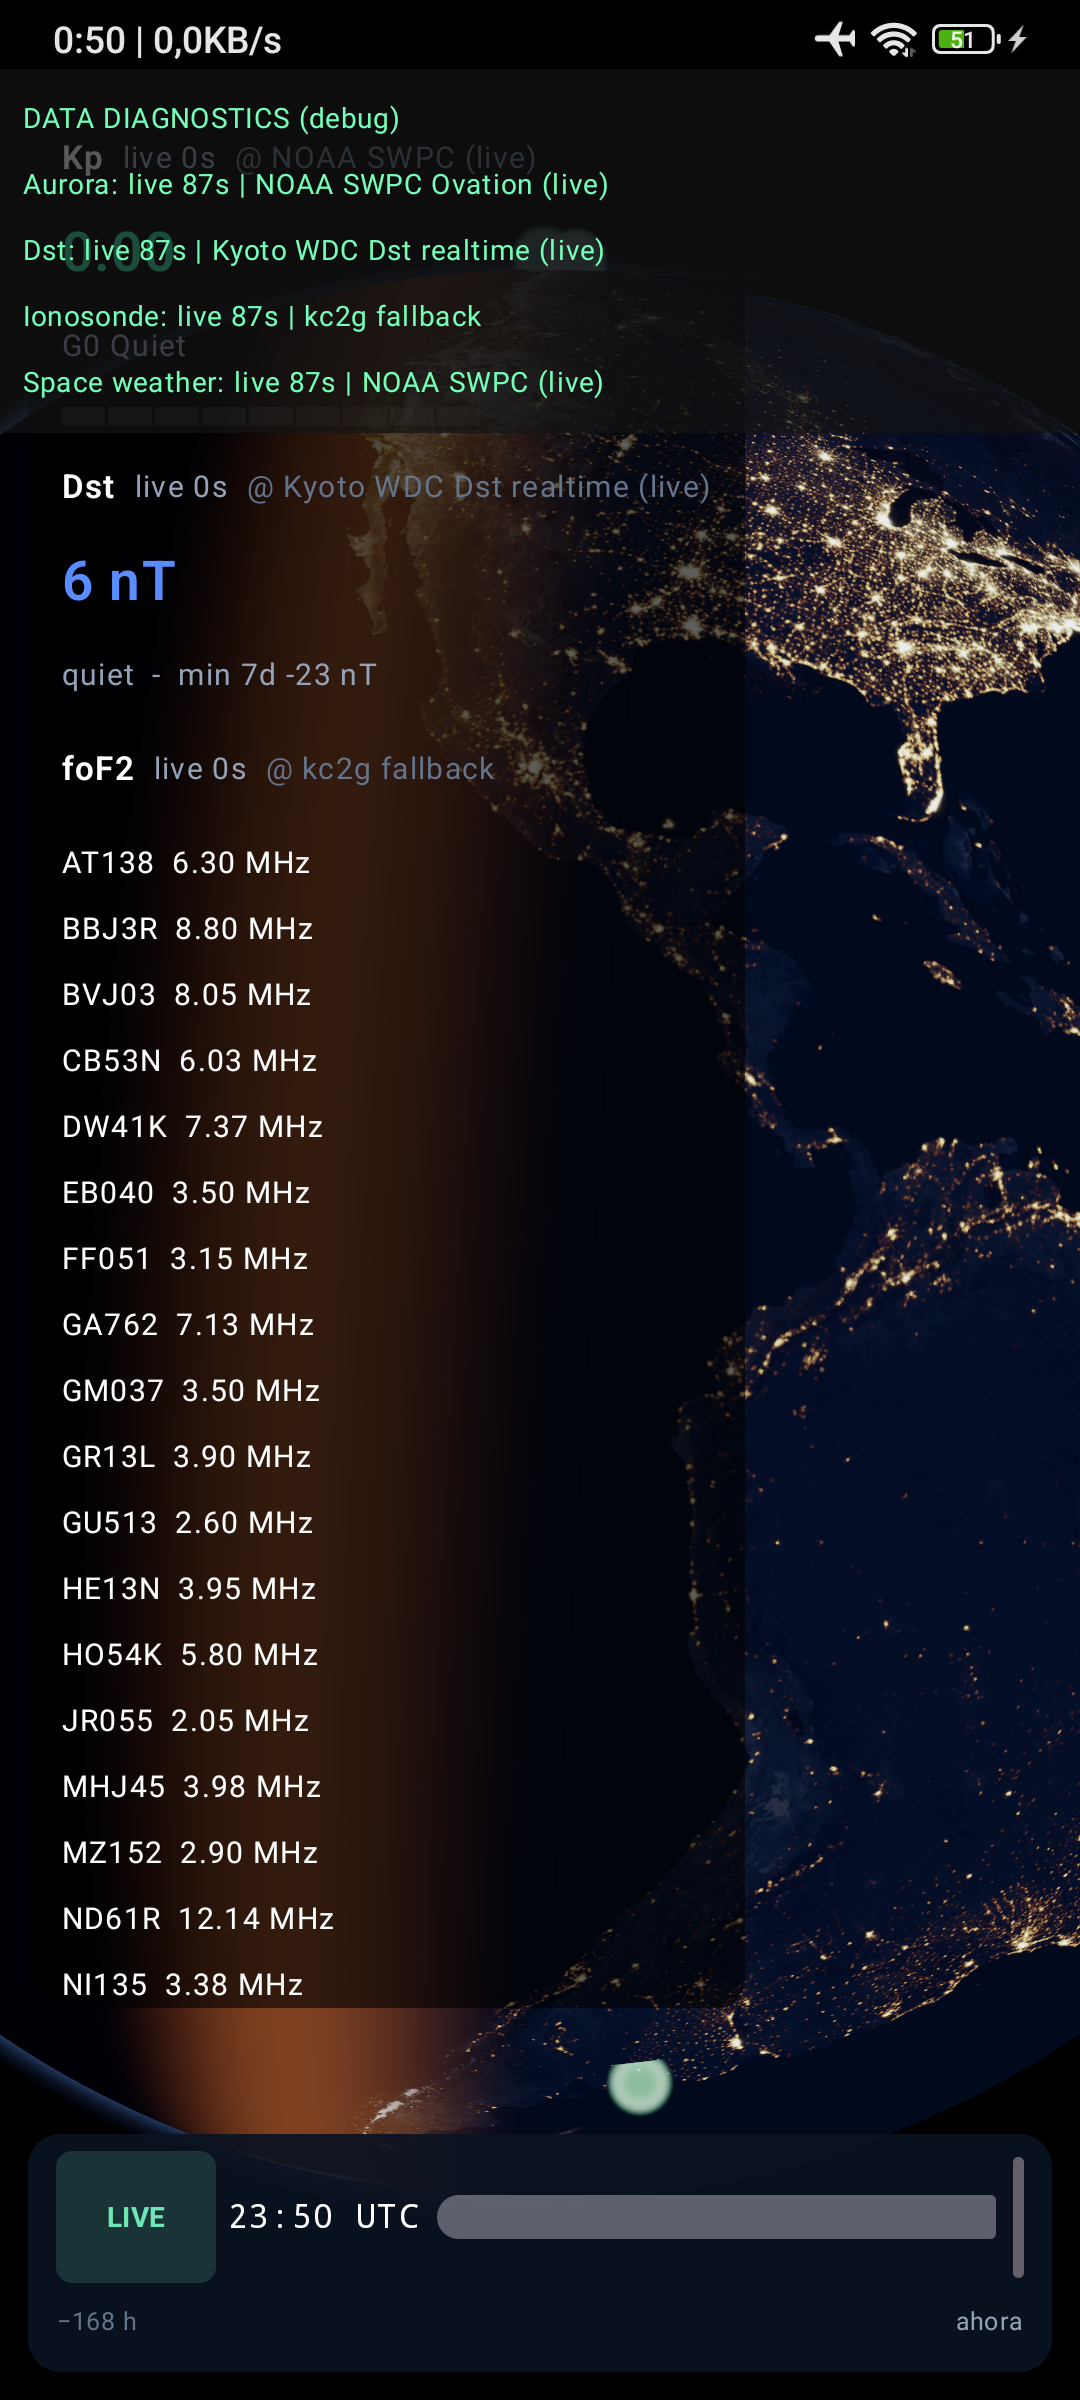 0:50 | 0,0KB/s 51
DATA DIAGNOSTICS (debug)
Kp live 0s @ NOAA SWPC (live)
Aurora: live 87s | NOAA SWPC Ovation (live)
0.00
Dst: live 87s | Kyoto WDC Dst realtime (live)
Ionosonde: live 87s | kc2g fallback
G0 Quiet
Space weather: live 87s | NOAA SWPC (live)
Dst live 0s @ Kyoto WDC Dst realtime (live)
6 nT
quiet - min 7d -23 nT
foF2 live 0s @ kc2g fallback
AT138 6.30 MHz
BBJ3R 8.80 MHz
BVJ03 8.05 MHz
CB53N 6.03 MHz
DW41K 7.37 MHz
EB040 3.50 MHz
FF051 3.15 MHz
GA762 7.13 MHz
GM037 3.50 MHz
GR13L 3.90 MHz
GU513 2.60 MHz
HE13N 3.95 MHz
HO54K 5.80 MHz
JR055 2.05 MHz
MHJ45 3.98 MHz
MZ152 2.90 MHz
ND61R 12.14 MHz
NI135 3.38 MHz
LIVE 23:50 UTC
−168 h ahora